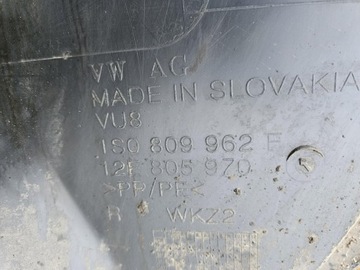 VW AG
MADE IN SLOVAKIA
VU8
1S0 809 962 E
12E 805 970
>PP/PE<
R WKZ2